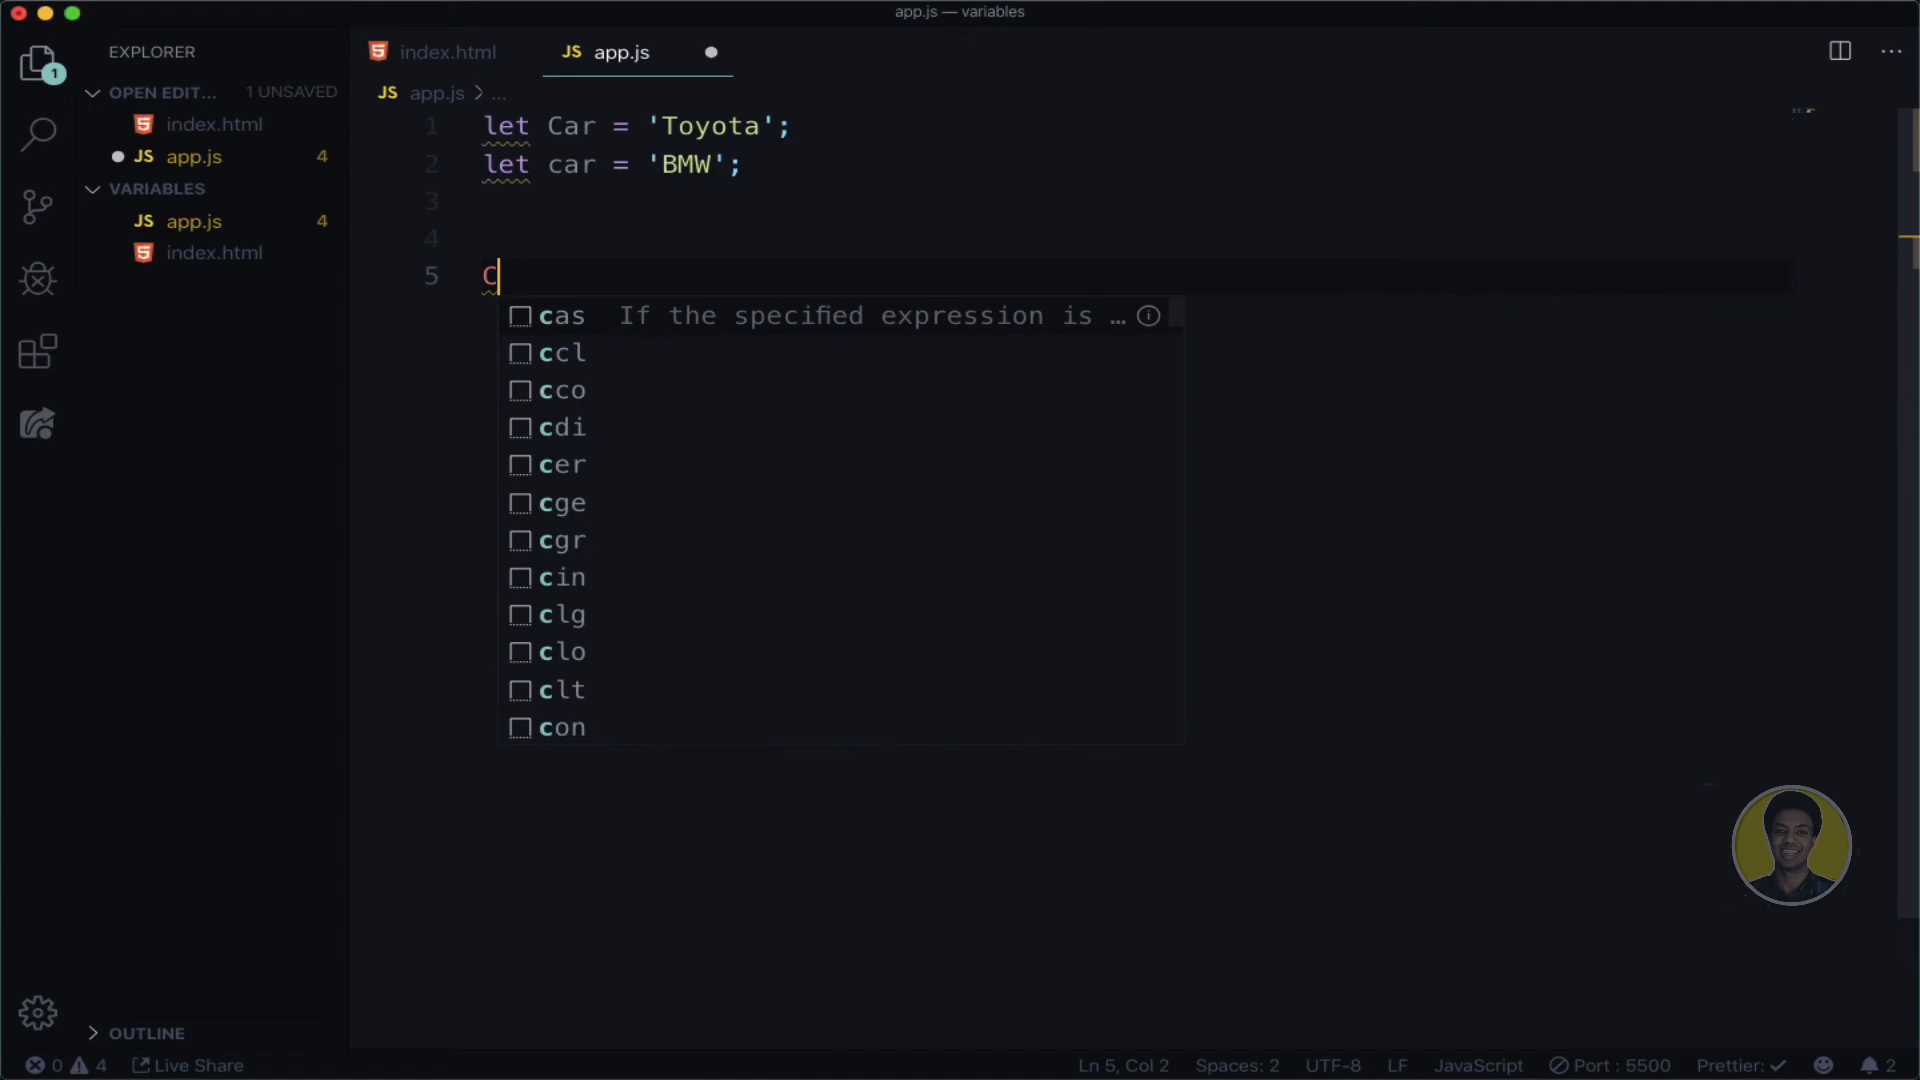 app.js — variables
EXPLORER
OPEN EDIT... 1 UNSAVED
index.html
JS app.js 4
VARIABLES
JS app.js 4
index.html
OUTLINE
index.html JS app.js
JS app.js > ...
1 let Car = 'Toyota';
2 let car = 'BMW';
3
4
5 C
cas If the specified expression is …
ccl
cco
cdi
cer
cge
cgr
cin
clg
clo
clt
con
1
0 4 Live Share Ln 5, Col 2 Spaces: 2 UTF-8 LF JavaScript Port : 5500 Prettier: ✓ 2